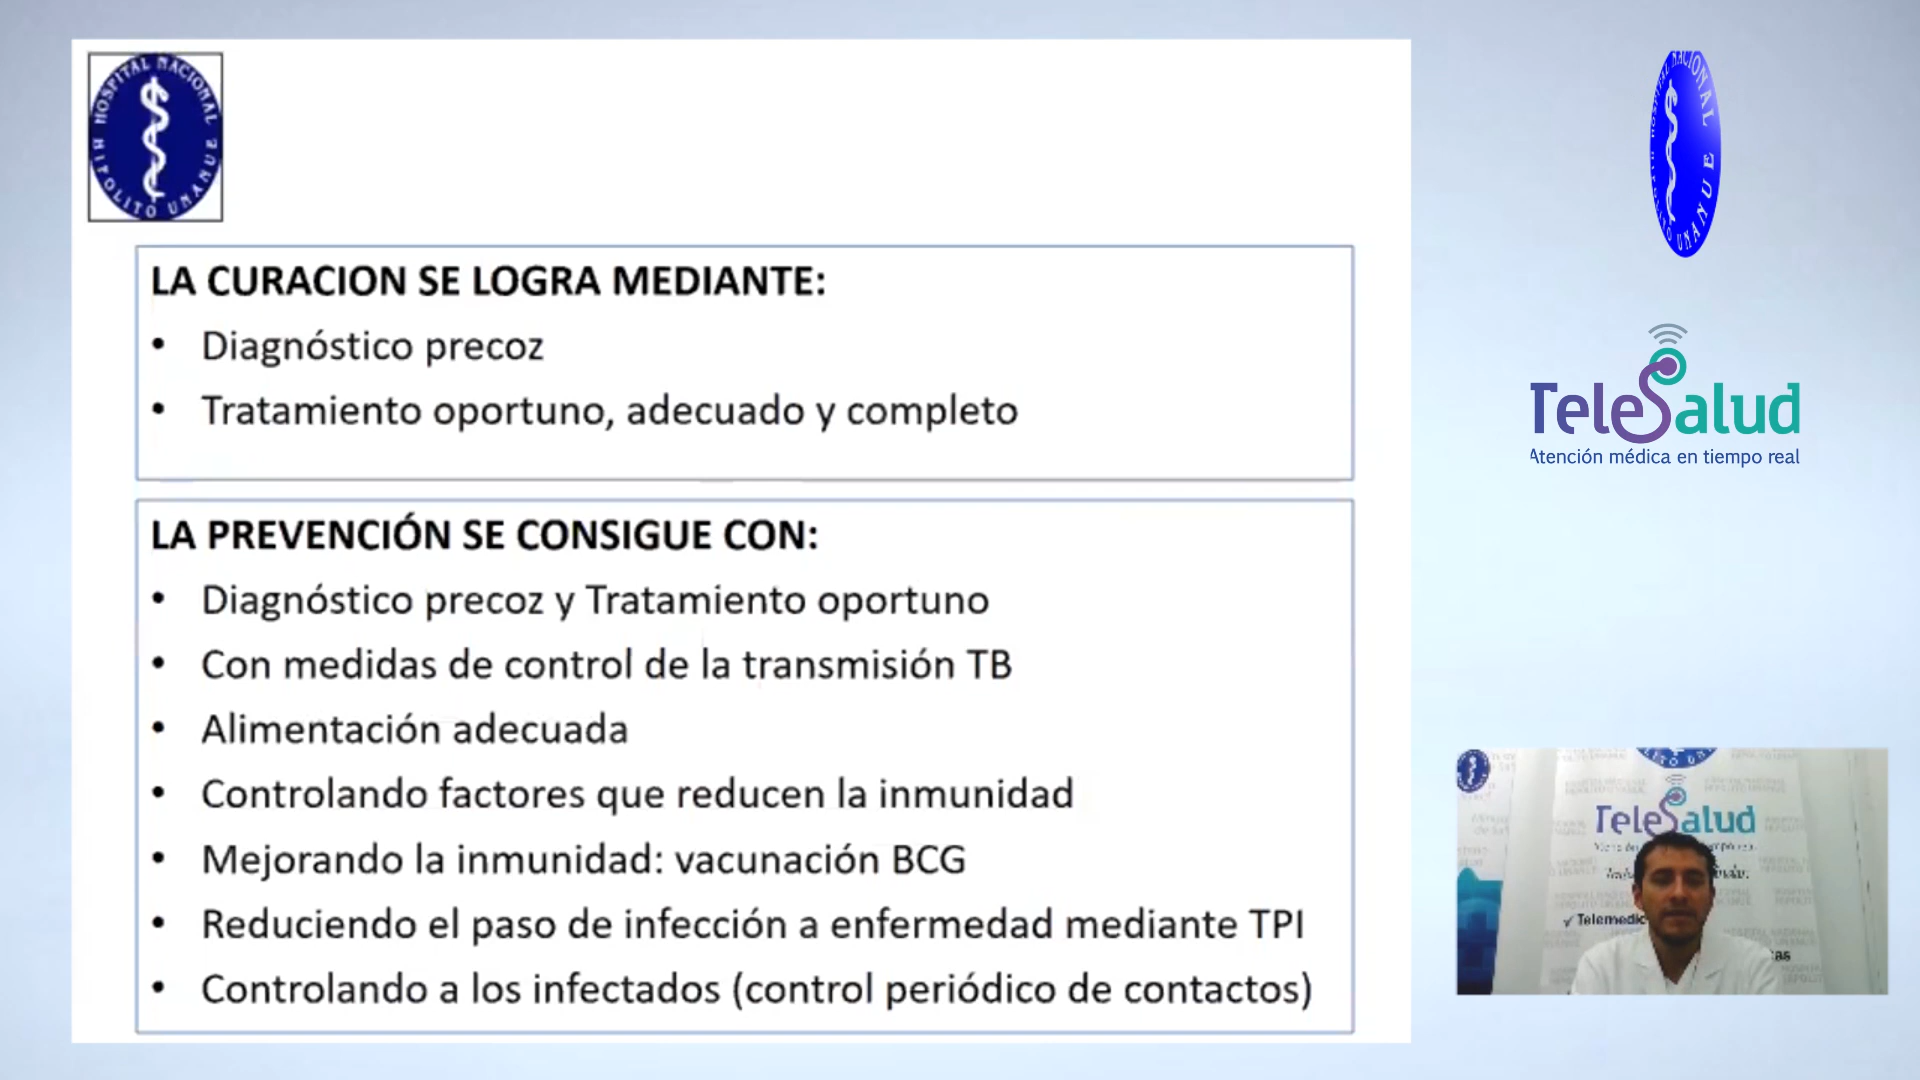 HOSPITAL NACIONAL
HIPOLITO UNANUE
LA CURACION SE LOGRA MEDIANTE:
• Diagnóstico precoz
• Tratamiento oportuno, adecuado y completo
LA PREVENCIÓN SE CONSIGUE CON:
• Diagnóstico precoz y Tratamiento oportuno
• Con medidas de control de la transmisión TB
• Alimentación adecuada
• Controlando factores que reducen la inmunidad
• Mejorando la inmunidad: vacunación BCG
• Reduciendo el paso de infección a enfermedad mediante TPI
• Controlando a los infectados (control periódico de contactos)
HOSPITAL NACIONAL
UNANUE
TeleSalud
Atención médica en tiempo real
TeleSalud